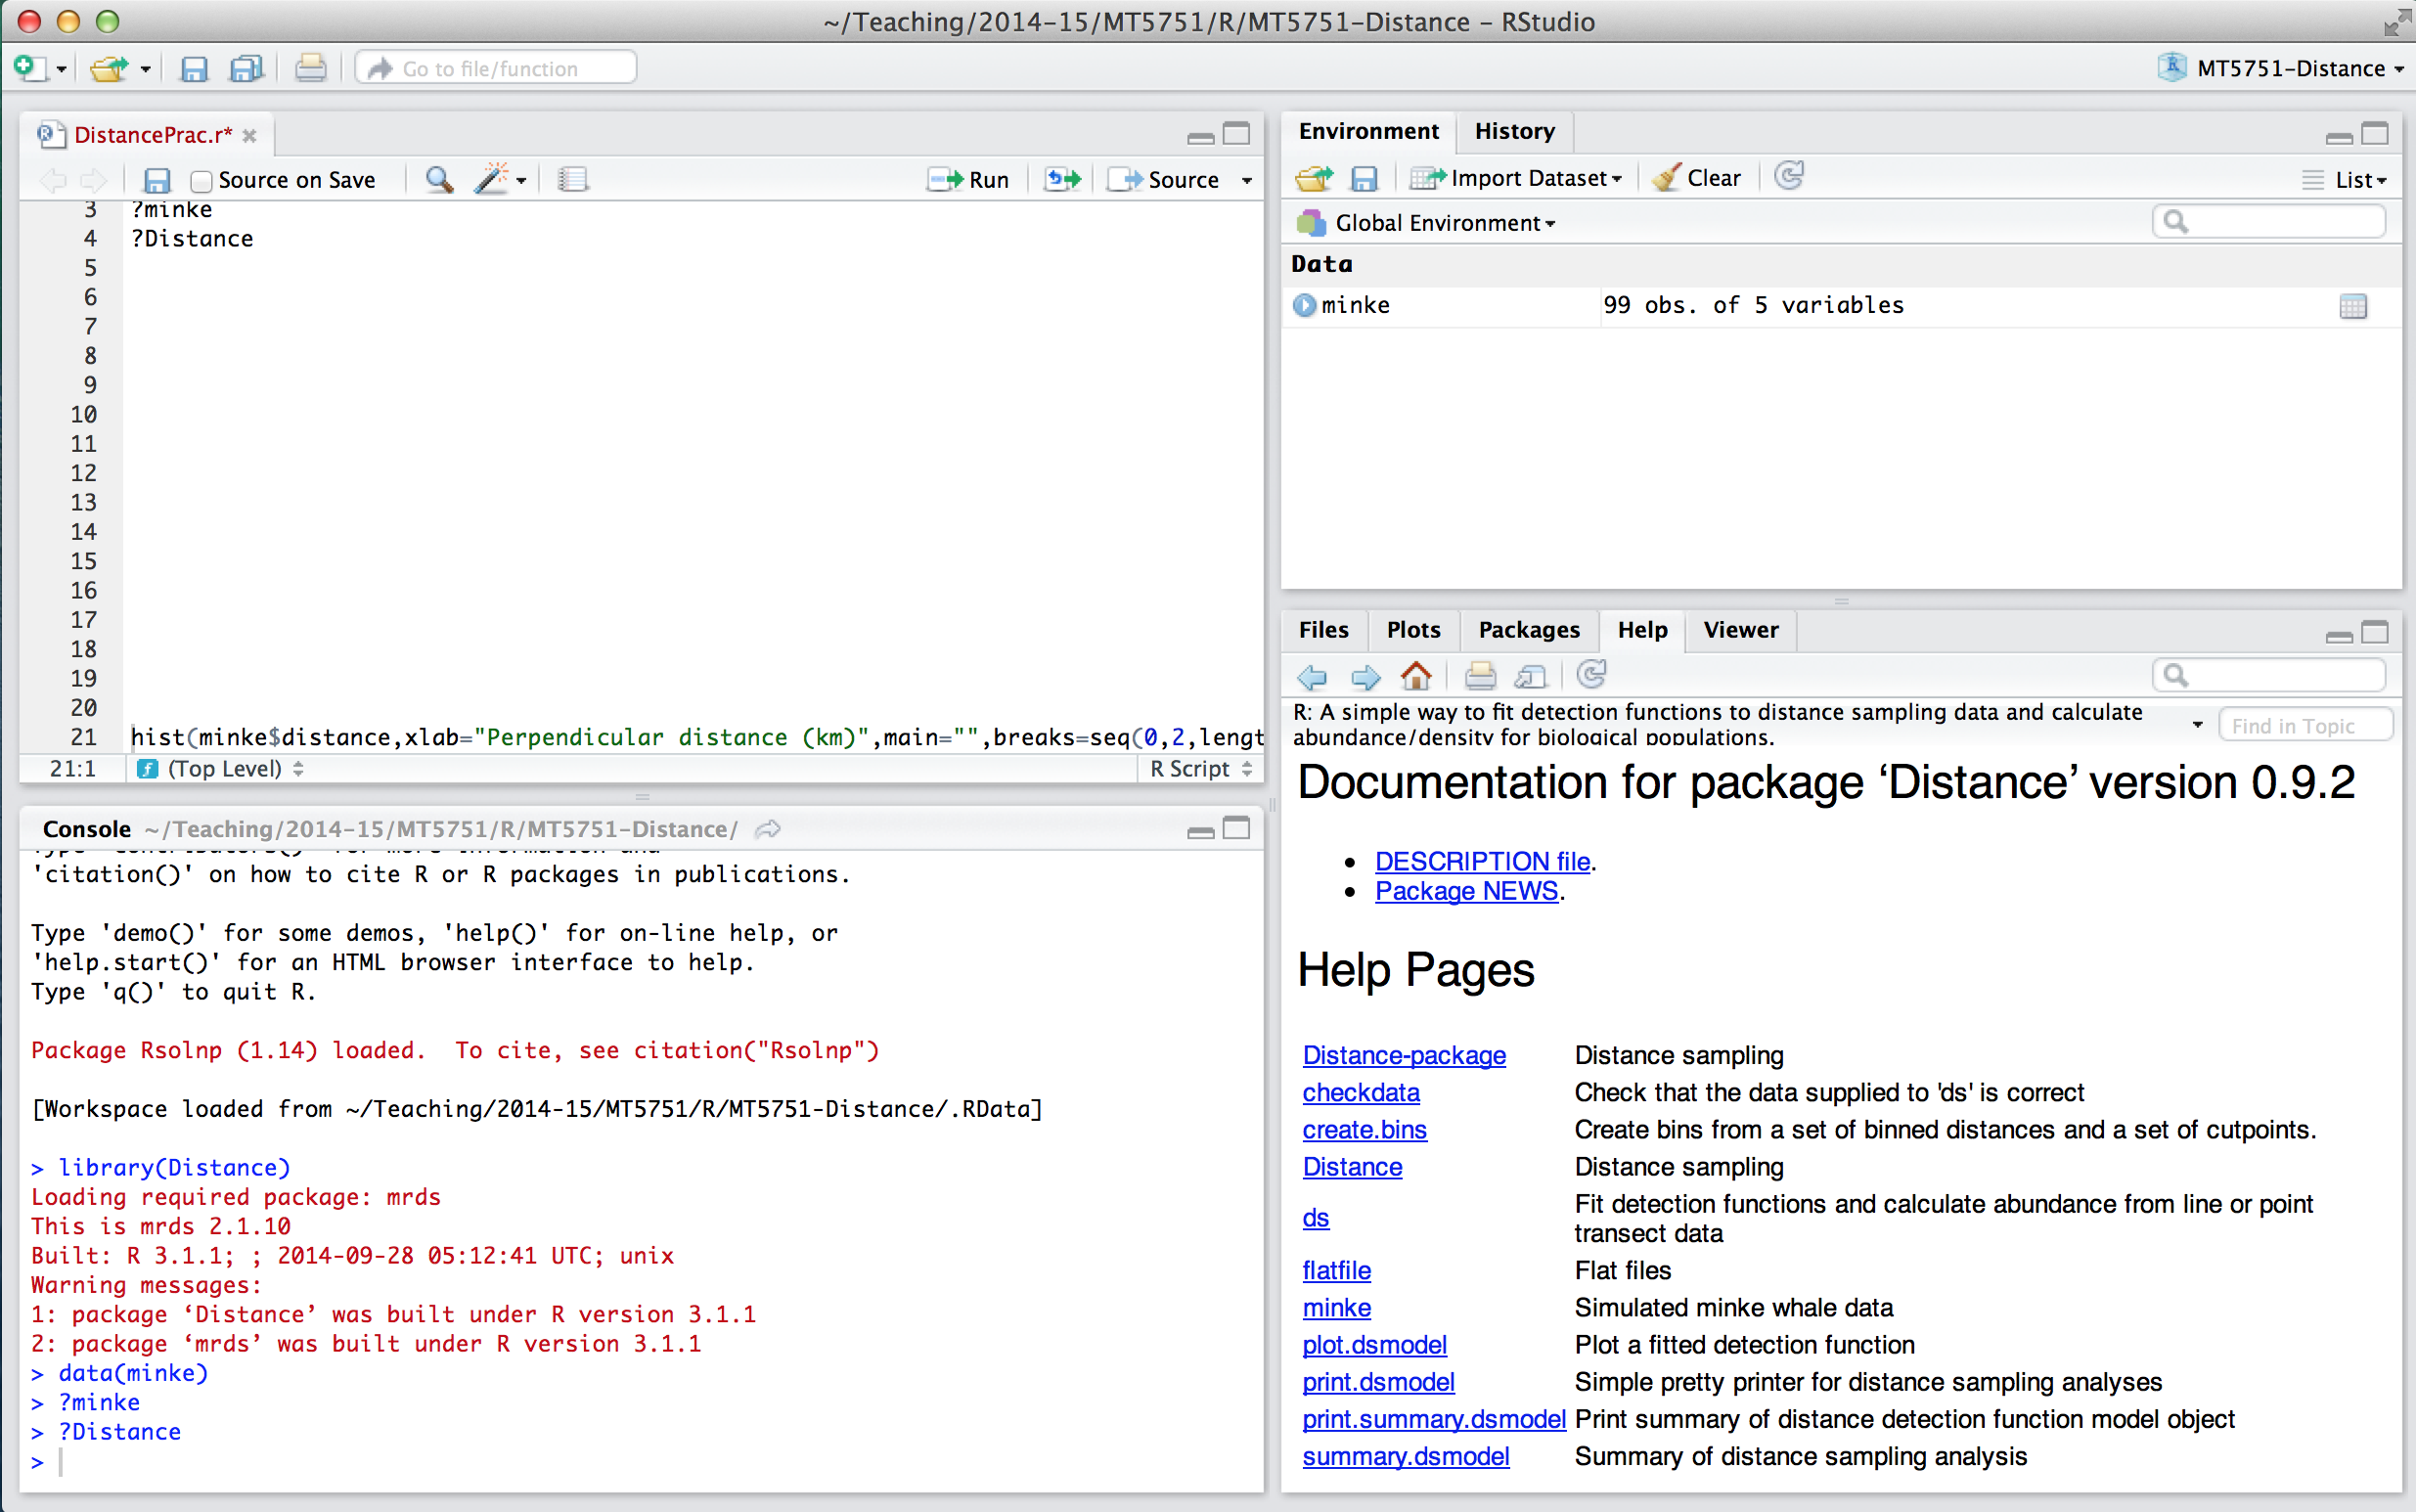 ~/Teaching/2014-15/MT5751/R/MT5751-Distance - RStudio
Go to file/function
MT5751-Distance
DistancePrac.r*
Source on Save
Run
Source
3 ?minke
4 ?Distance
5
6
7
8
9
10
11
12
13
14
15
16
17
18
19
20
21 hist(minke$distance,xlab="Perpendicular distance (km)",main="",breaks=seq(0,2,lengt
21:1 (Top Level) R Script
Console ~/Teaching/2014-15/MT5751/R/MT5751-Distance/
'citation()' on how to cite R or R packages in publications.
Type 'demo()' for some demos, 'help()' for on-line help, or
'help.start()' for an HTML browser interface to help.
Type 'q()' to quit R.
Package Rsolnp (1.14) loaded.  To cite, see citation("Rsolnp")
[Workspace loaded from ~/Teaching/2014-15/MT5751/R/MT5751-Distance/.RData]
> library(Distance)
Loading required package: mrds
This is mrds 2.1.10
Built: R 3.1.1; ; 2014-09-28 05:12:41 UTC; unix
Warning messages:
1: package ‘Distance’ was built under R version 3.1.1
2: package ‘mrds’ was built under R version 3.1.1
> data(minke)
> ?minke
> ?Distance
>
Environment History
Import Dataset Clear List
Global Environment
Data
minke 99 obs. of 5 variables
Files Plots Packages Help Viewer
R: A simple way to fit detection functions to distance sampling data and calculate
abundance/density for biological populations.
Find in Topic
Documentation for package ‘Distance’ version 0.9.2
• DESCRIPTION file.
• Package NEWS.
Help Pages
Distance-package Distance sampling
checkdata Check that the data supplied to 'ds' is correct
create.bins Create bins from a set of binned distances and a set of cutpoints.
Distance Distance sampling
ds Fit detection functions and calculate abundance from line or point
transect data
flatfile Flat files
minke Simulated minke whale data
plot.dsmodel Plot a fitted detection function
print.dsmodel Simple pretty printer for distance sampling analyses
print.summary.dsmodel Print summary of distance detection function model object
summary.dsmodel Summary of distance sampling analysis